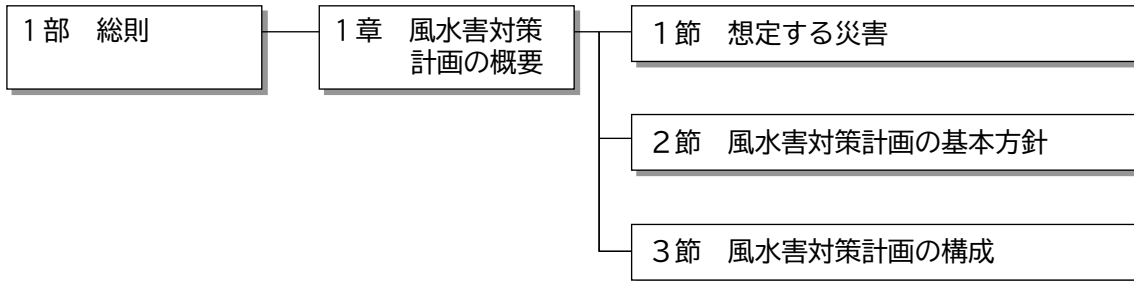 1部　総則
1章　風水害対策
計画の概要
1節　想定する災害
2節　風水害対策計画の基本方針
3節　風水害対策計画の構成